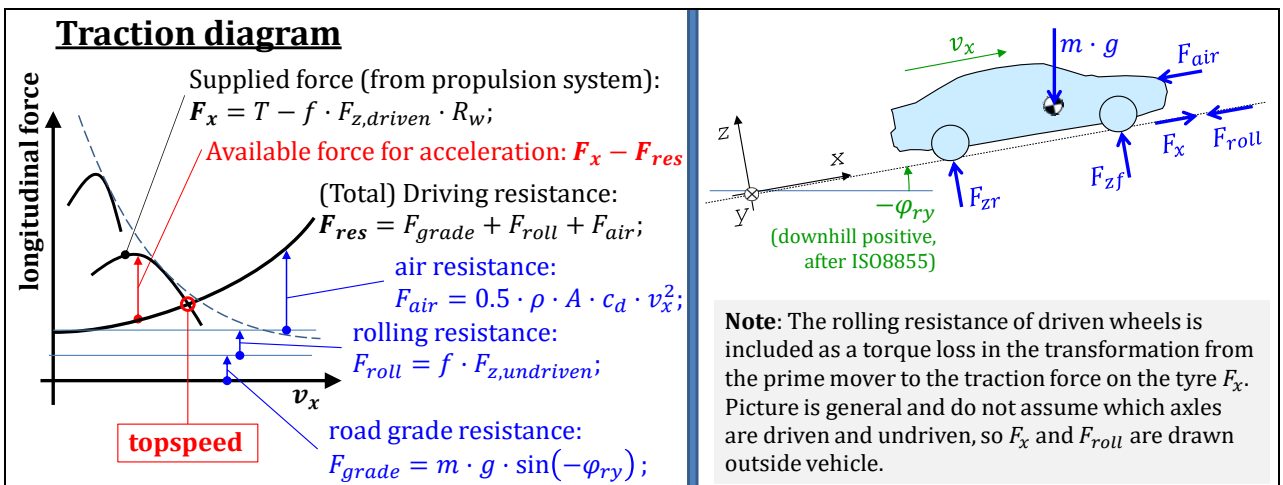 Traction diagram
longitudinal force
Supplied force (from propulsion system):
F_x = T − f · F_{z,driven} · R_w;
Available force for acceleration: F_x − F_res
(Total) Driving resistance:
F_res = F_grade + F_roll + F_air;
air resistance:
F_air = 0.5 · ρ · A · c_d · v_x^2;
rolling resistance:
F_roll = f · F_{z,undriven};
v_x
topspeed
road grade resistance:
F_grade = m · g · sin(−φ_ry) ;
v_x
m · g
F_air
z
x
y
F_x
F_roll
F_zf
F_zr
−φ_ry
(downhill positive,
after ISO8855)
Note: The rolling resistance of driven wheels is
included as a torque loss in the transformation from
the prime mover to the traction force on the tyre F_x.
Picture is general and do not assume which axles
are driven and undriven, so F_x and F_roll are drawn
outside vehicle.